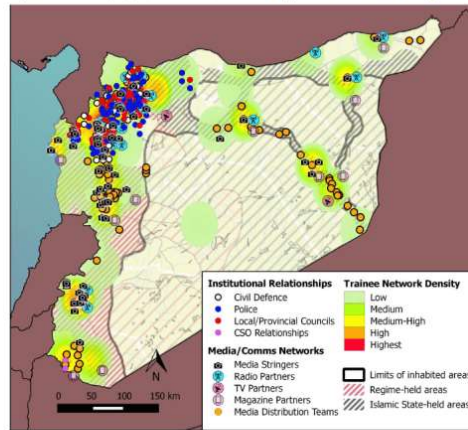 Institutional Relationships
Civil Defence
Police
Local/Provincial Councils
CSO Relationships
Media/Comms Networks
Media Stringers
Radio Partners
TV Partners
Magazine Partners
Media Distribution Teams
Trainee Network Density
Low
Medium
Medium-High
High
Highest
Limits of inhabited areas
Regime-held areas
Islamic State-held areas
N
0 50 100 150 km